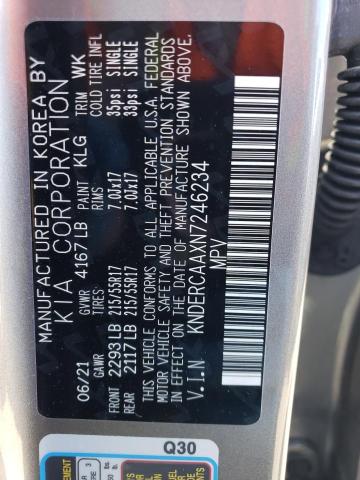 MANUFACTURED IN KOREA BY
KIA CORPORATION
06/21 GVWR 4167 LB PAINT KLG TRIM WK
GAWR TIRES: RIMS COLD TIRE INFL
FRONT 2293 LB 215/55R17 7.0JX17 35psi SINGLE
REAR 2117 LB 215/55R17 7.0JX17 33psi SINGLE
THIS VEHICLE CONFORMS TO ALL APPLICABLE U.S.A. FEDERAL
MOTOR VEHICLE SAFETY AND THEFT PREVENTION STANDARDS
IN EFFECT ON THE DATE OF MANUFACTURE SHOWN ABOVE.
V.I.N KNDERCAAXN7246234
MPV
Q30